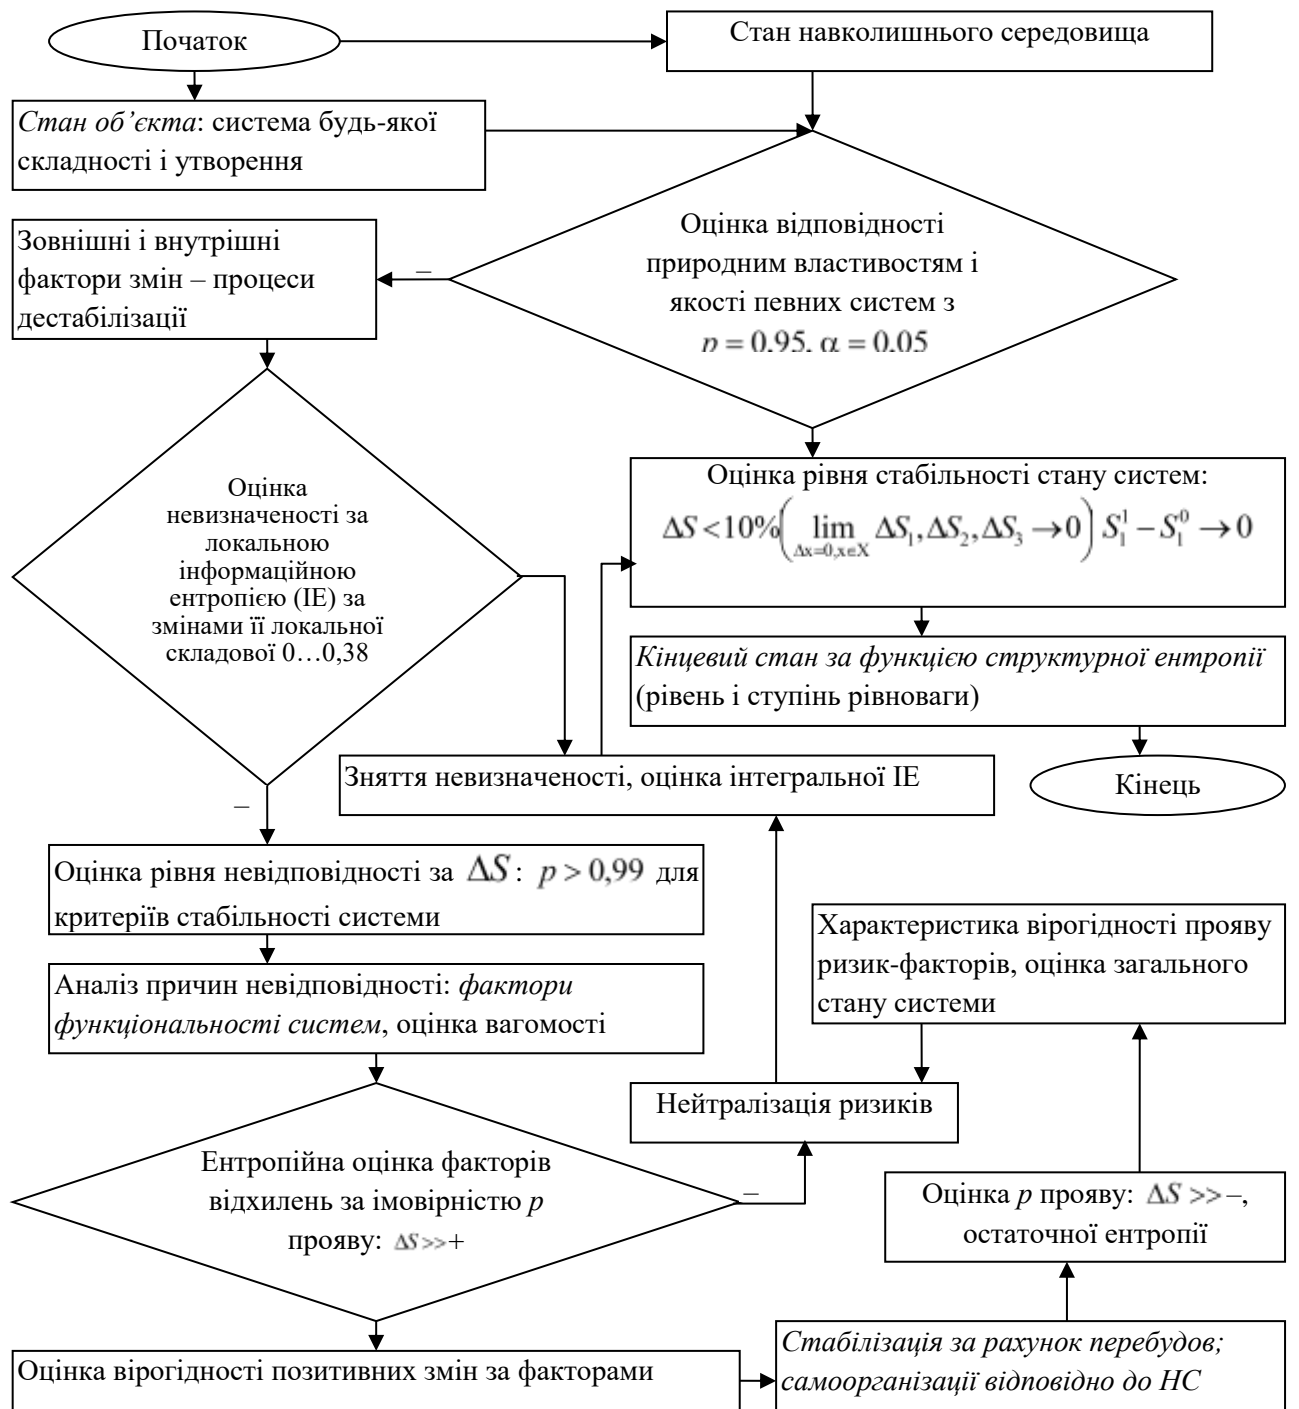 Початок
Стан навколишнього середовища
Стан об’єкта: система будь-якої
складності і утворення
Оцінка відповідності
природним властивостям і
якості певних систем з
p = 0,95, α = 0,05
Зовнішні і внутрішні
фактори змін – процеси
дестабілізації
–
Оцінка
невизначеності за
локальною
інформаційною
ентропією (ІЕ) за
змінами її локальної
складової 0…0,38
Оцінка рівня стабільності стану систем:
ΔS < 10% ( lim Δx=0,x∈X ΔS₁, ΔS₂, ΔS₃ → 0 ) S₁¹ − S₁⁰ → 0
Кінцевий стан за функцією структурної ентропії
(рівень і ступінь рівноваги)
Зняття невизначеності, оцінка інтегральної ІЕ
Кінець
–
Оцінка рівня невідповідності за ΔS : p > 0,99 для
критеріїв стабільності системи
Аналіз причин невідповідності: фактори
функціональності систем, оцінка вагомості
Характеристика вірогідності прояву
ризик-факторів, оцінка загального
стану системи
Нейтралізація ризиків
Ентропійна оцінка факторів
відхилень за імовірністю p
прояву: ΔS >> +
–
Оцінка p прояву: ΔS >> –,
остаточної ентропії
Оцінка вірогідності позитивних змін за факторами
Стабілізація за рахунок перебудов;
самоорганізації відповідно до НС